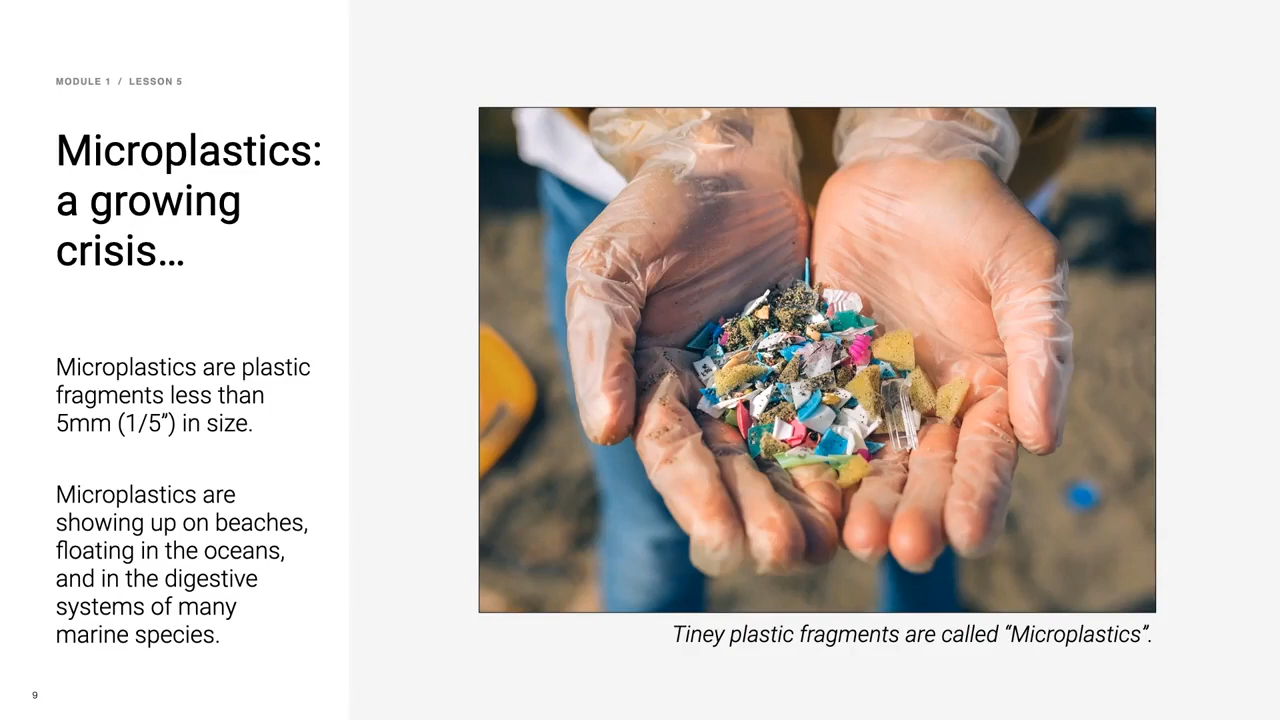 MODULE 1 / LESSON 5
Microplastics:
a growing
crisis…
Microplastics are plastic
fragments less than
5mm (1/5”) in size.
Microplastics are
showing up on beaches,
floating in the oceans,
and in the digestive
systems of many
marine species.
Tiney plastic fragments are called “Microplastics”.
9